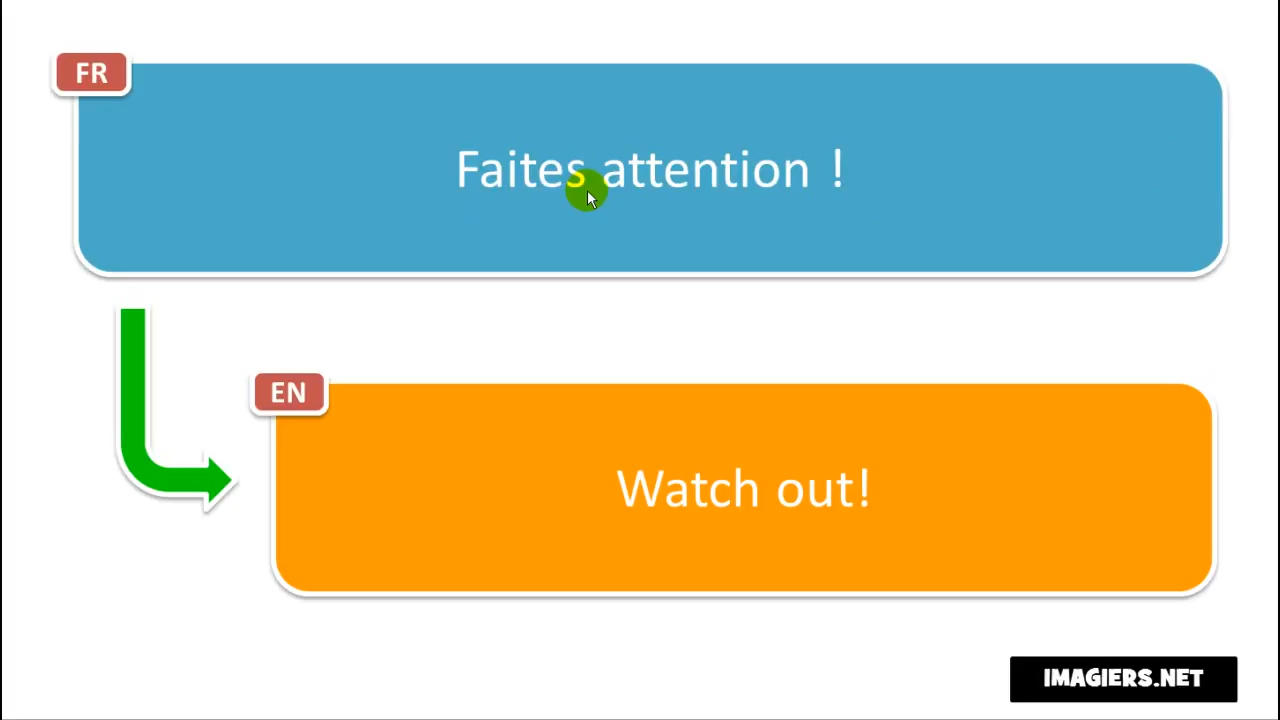 FR
Faites attention !
EN
Watch out!
IMAGIERS.NET